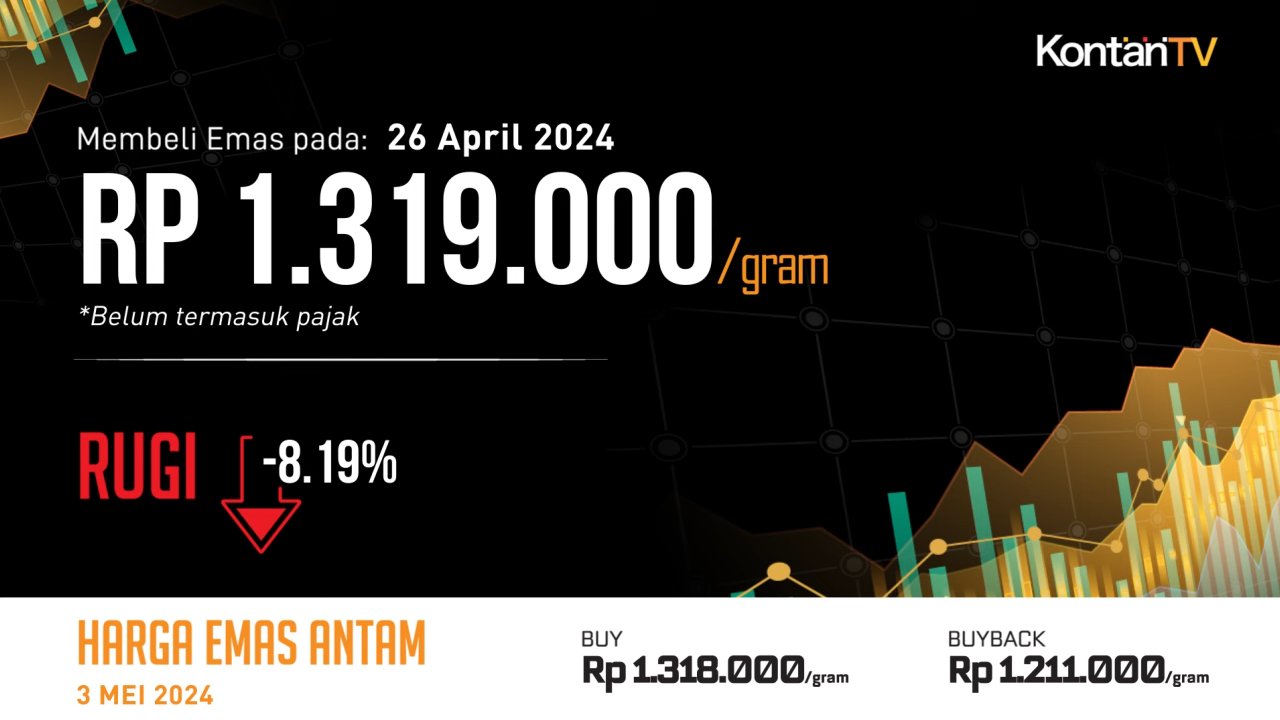 KontanTV
Membeli Emas pada: 26 April 2024
RP 1.319.000/gram
*Belum termasuk pajak
RUGI -8.19%
HARGA EMAS ANTAM
3 MEI 2024
BUY
Rp 1.318.000/gram
BUYBACK
Rp 1.211.000/gram